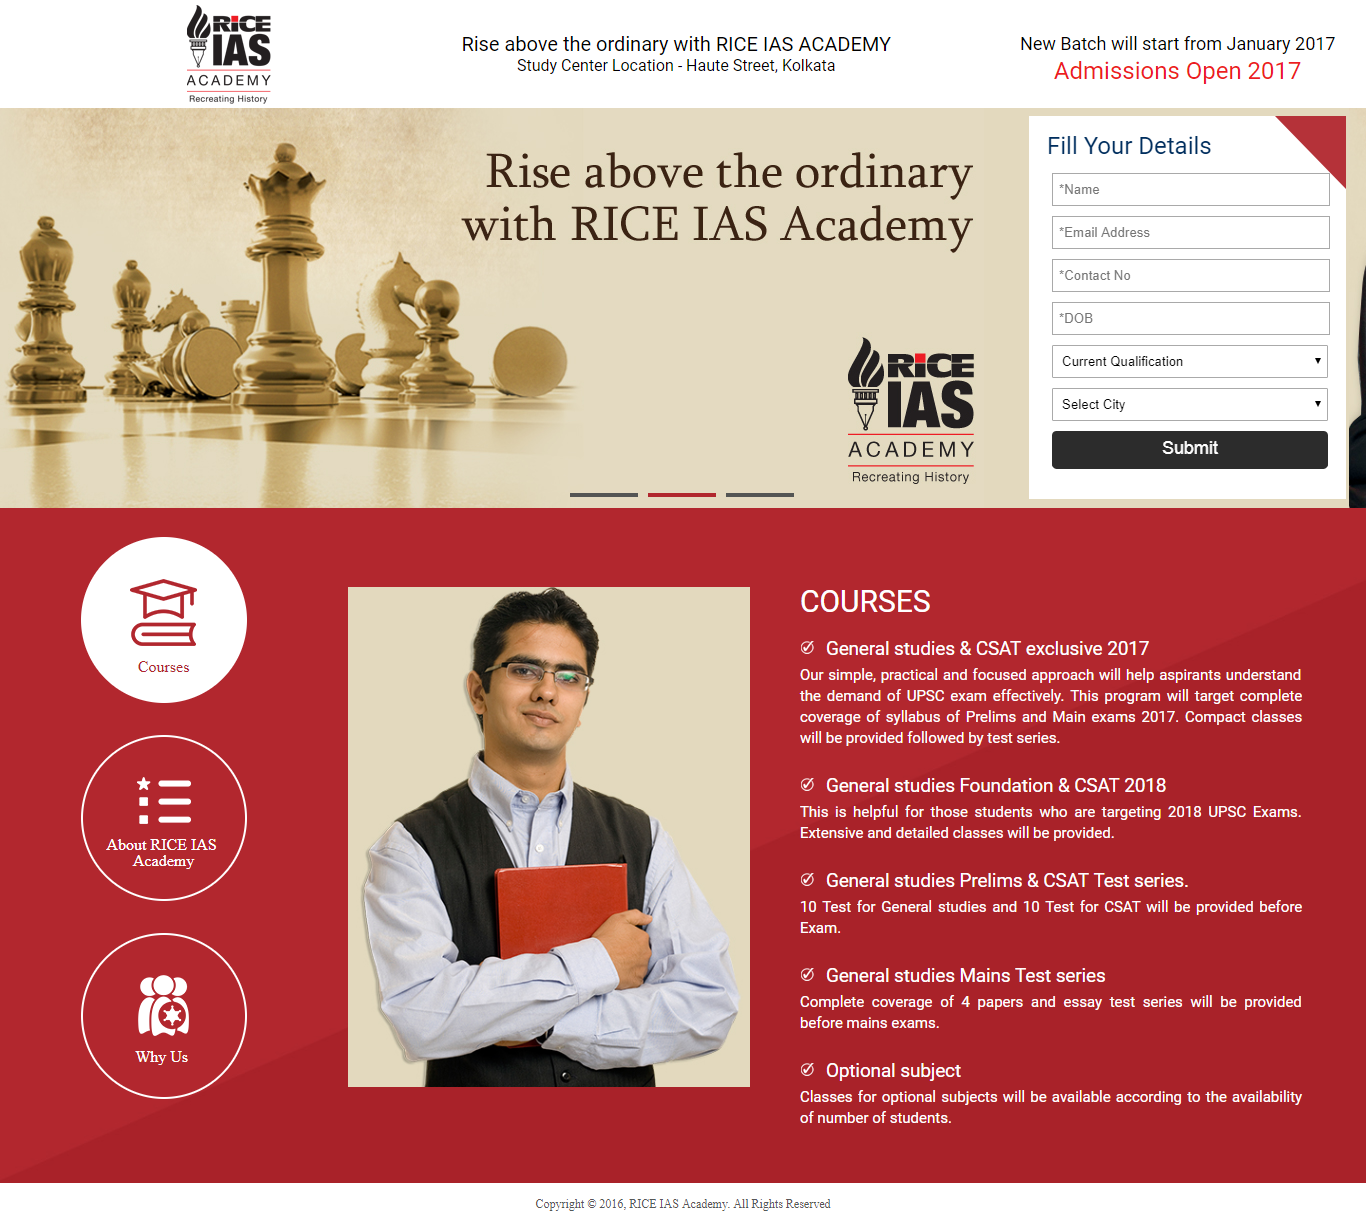 RICE
IAS
ACADEMY
Recreating History
Rise above the ordinary with RICE IAS ACADEMY
Study Center Location - Haute Street, Kolkata
New Batch will start from January 2017
Admissions Open 2017
Rise above the ordinary
with RICE IAS Academy
RICE
IAS
ACADEMY
Recreating History
Fill Your Details
*Name
*Email Address
*Contact No
*DOB
Current Qualification
Select City
Submit
Courses
About RICE IAS
Academy
Why Us
COURSES
General studies & CSAT exclusive 2017
Our simple, practical and focused approach will help aspirants understand
the demand of UPSC exam effectively. This program will target complete
coverage of syllabus of Prelims and Main exams 2017. Compact classes
will be provided followed by test series.
General studies Foundation & CSAT 2018
This is helpful for those students who are targeting 2018 UPSC Exams.
Extensive and detailed classes will be provided.
General studies Prelims & CSAT Test series.
10 Test for General studies and 10 Test for CSAT will be provided before
Exam.
General studies Mains Test series
Complete coverage of 4 papers and essay test series will be provided
before mains exams.
Optional subject
Classes for optional subjects will be available according to the availability
of number of students.
Copyright © 2016, RICE IAS Academy. All Rights Reserved